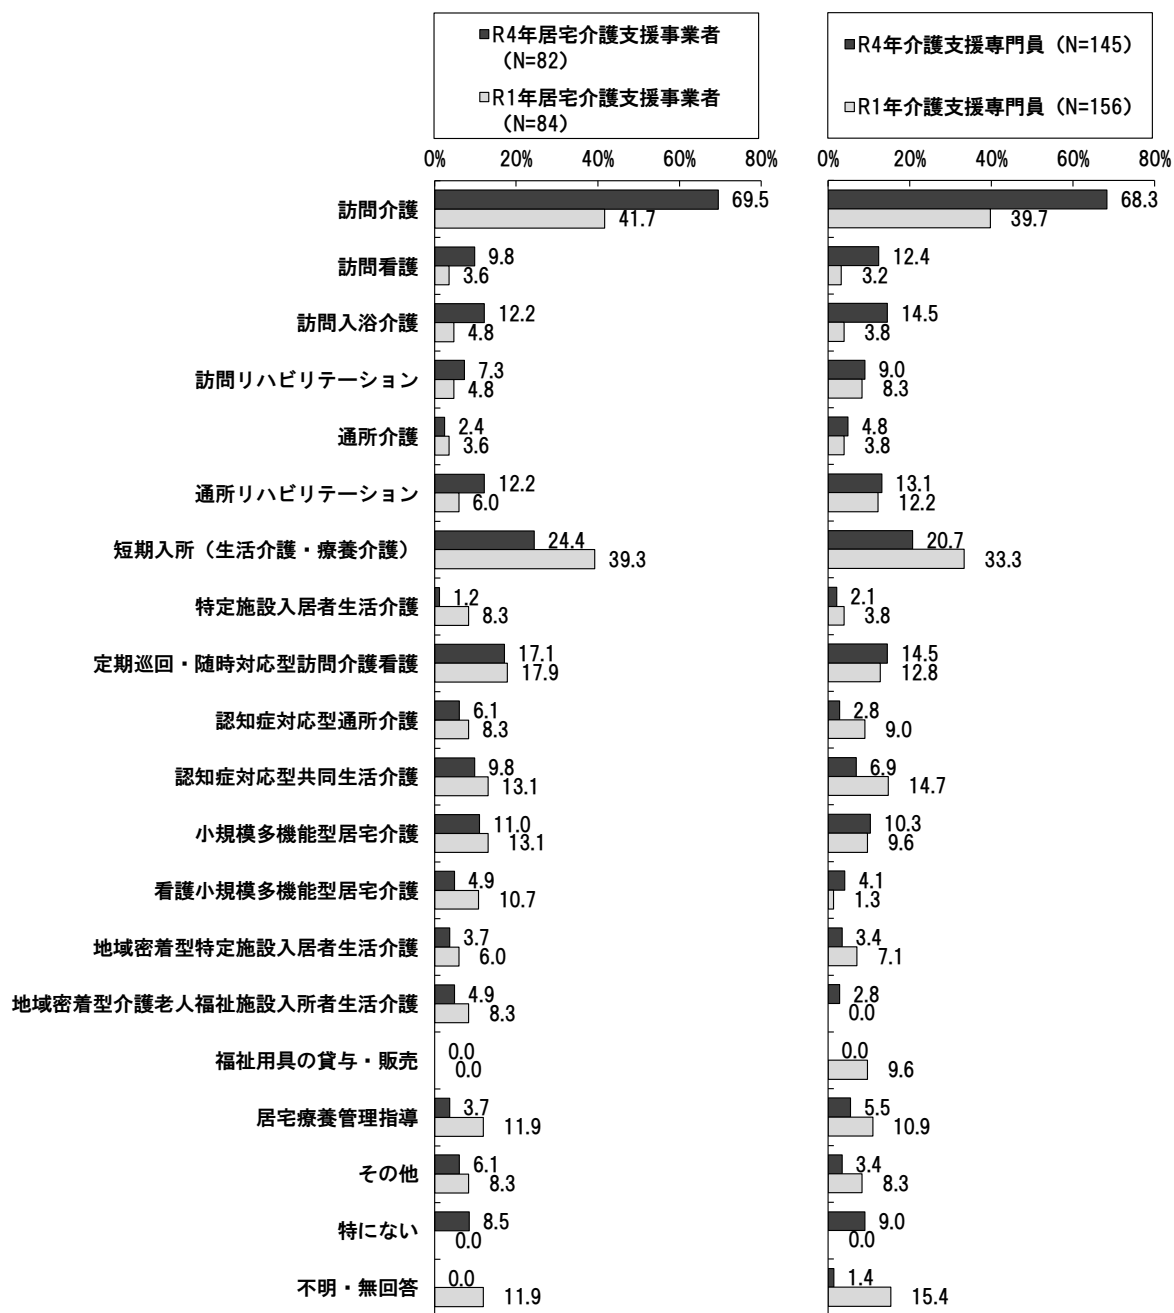 ■R4年居宅介護支援事業者
（N=82）
□R1年居宅介護支援事業者
（N=84）
■R4年介護支援専門員（N=145）
□R1年介護支援専門員（N=156）
0% 20% 40% 60% 80%
0% 20% 40% 60% 80%
訪問介護 69.5 68.3
41.7 39.7
訪問看護 9.8 12.4
3.6 3.2
訪問入浴介護 12.2 14.5
4.8 3.8
訪問リハビリテーション 7.3 9.0
4.8 8.3
通所介護 2.4 4.8
3.6 3.8
通所リハビリテーション 12.2 13.1
6.0 12.2
短期入所（生活介護・療養介護） 24.4 20.7
39.3 33.3
特定施設入居者生活介護 1.2 2.1
8.3 3.8
定期巡回・随時対応型訪問介護看護 17.1 14.5
17.9 12.8
認知症対応型通所介護 6.1 2.8
8.3 9.0
認知症対応型共同生活介護 9.8 6.9
13.1 14.7
小規模多機能型居宅介護 11.0 10.3
13.1 9.6
看護小規模多機能型居宅介護 4.9 4.1
10.7 1.3
地域密着型特定施設入居者生活介護 3.7 3.4
6.0 7.1
地域密着型介護老人福祉施設入所者生活介護 4.9 2.8
8.3 0.0
福祉用具の貸与・販売 0.0 0.0
0.0 9.6
居宅療養管理指導 3.7 5.5
11.9 10.9
その他 6.1 3.4
8.3 8.3
特にない 8.5 9.0
0.0 0.0
不明・無回答 0.0 1.4
11.9 15.4